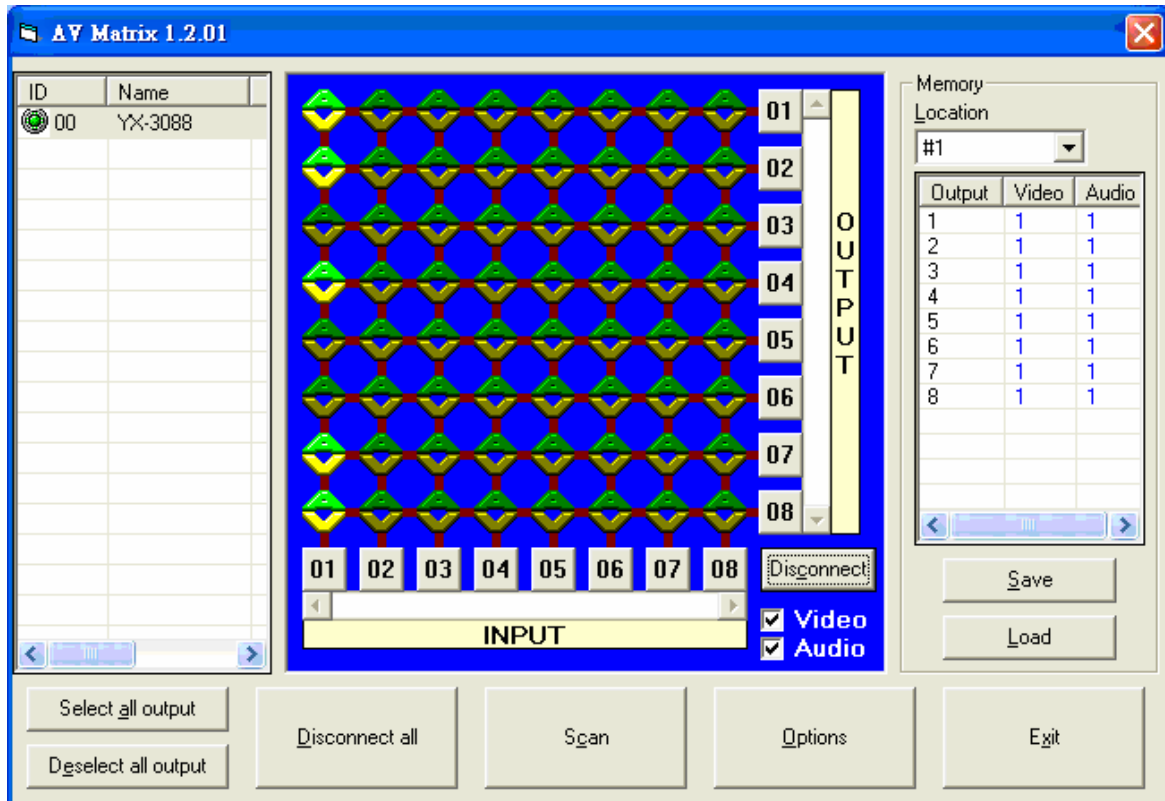 AV Matrix 1.2.01
ID Name
00 YX-3088
01
02
03
04
05
06
07
08
OUTPUT
01 02 03 04 05 06 07 08
INPUT
Disconnect
Video
Audio
Memory
Location
#1
Output Video Audio
1 1 1
2 1 1
3 1 1
4 1 1
5 1 1
6 1 1
7 1 1
8 1 1
Save
Load
Select all output
Deselect all output
Disconnect all
Scan
Options
Exit